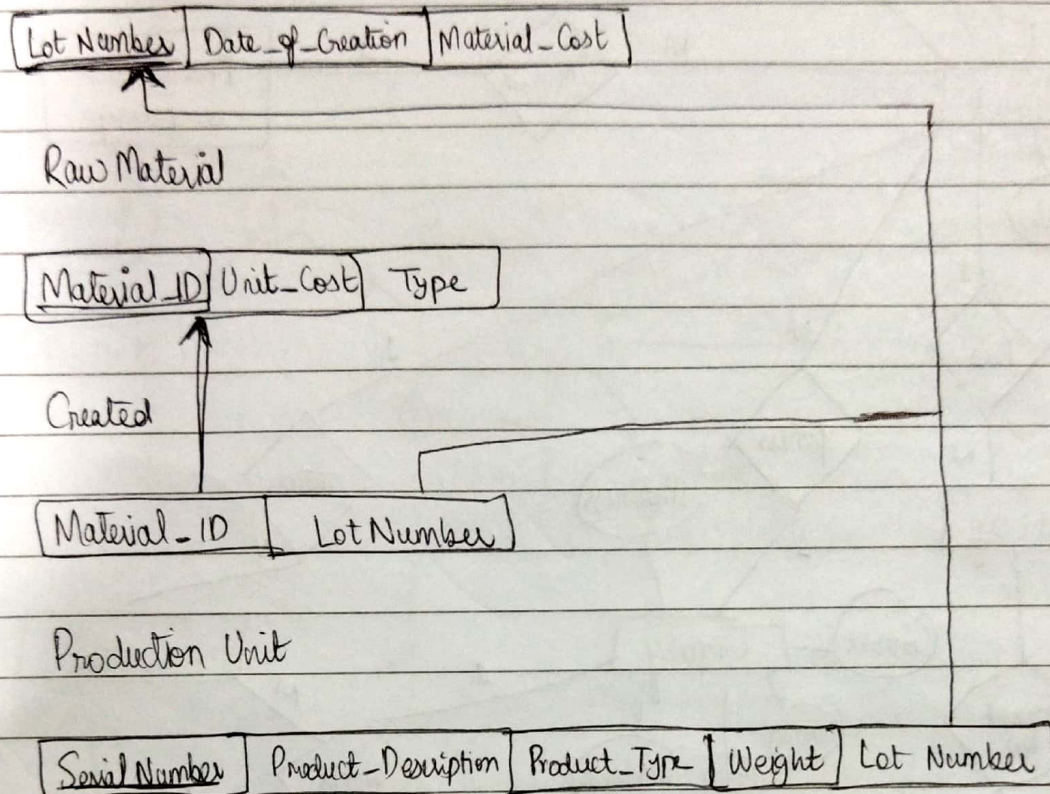 Lot Number Date_of_Creation Material_Cost
Raw Material
Material_ID Unit_Cost Type
Created
Material_ID Lot Number
Production Unit
Serial Number Product_Description Product_Type Weight Lot Number